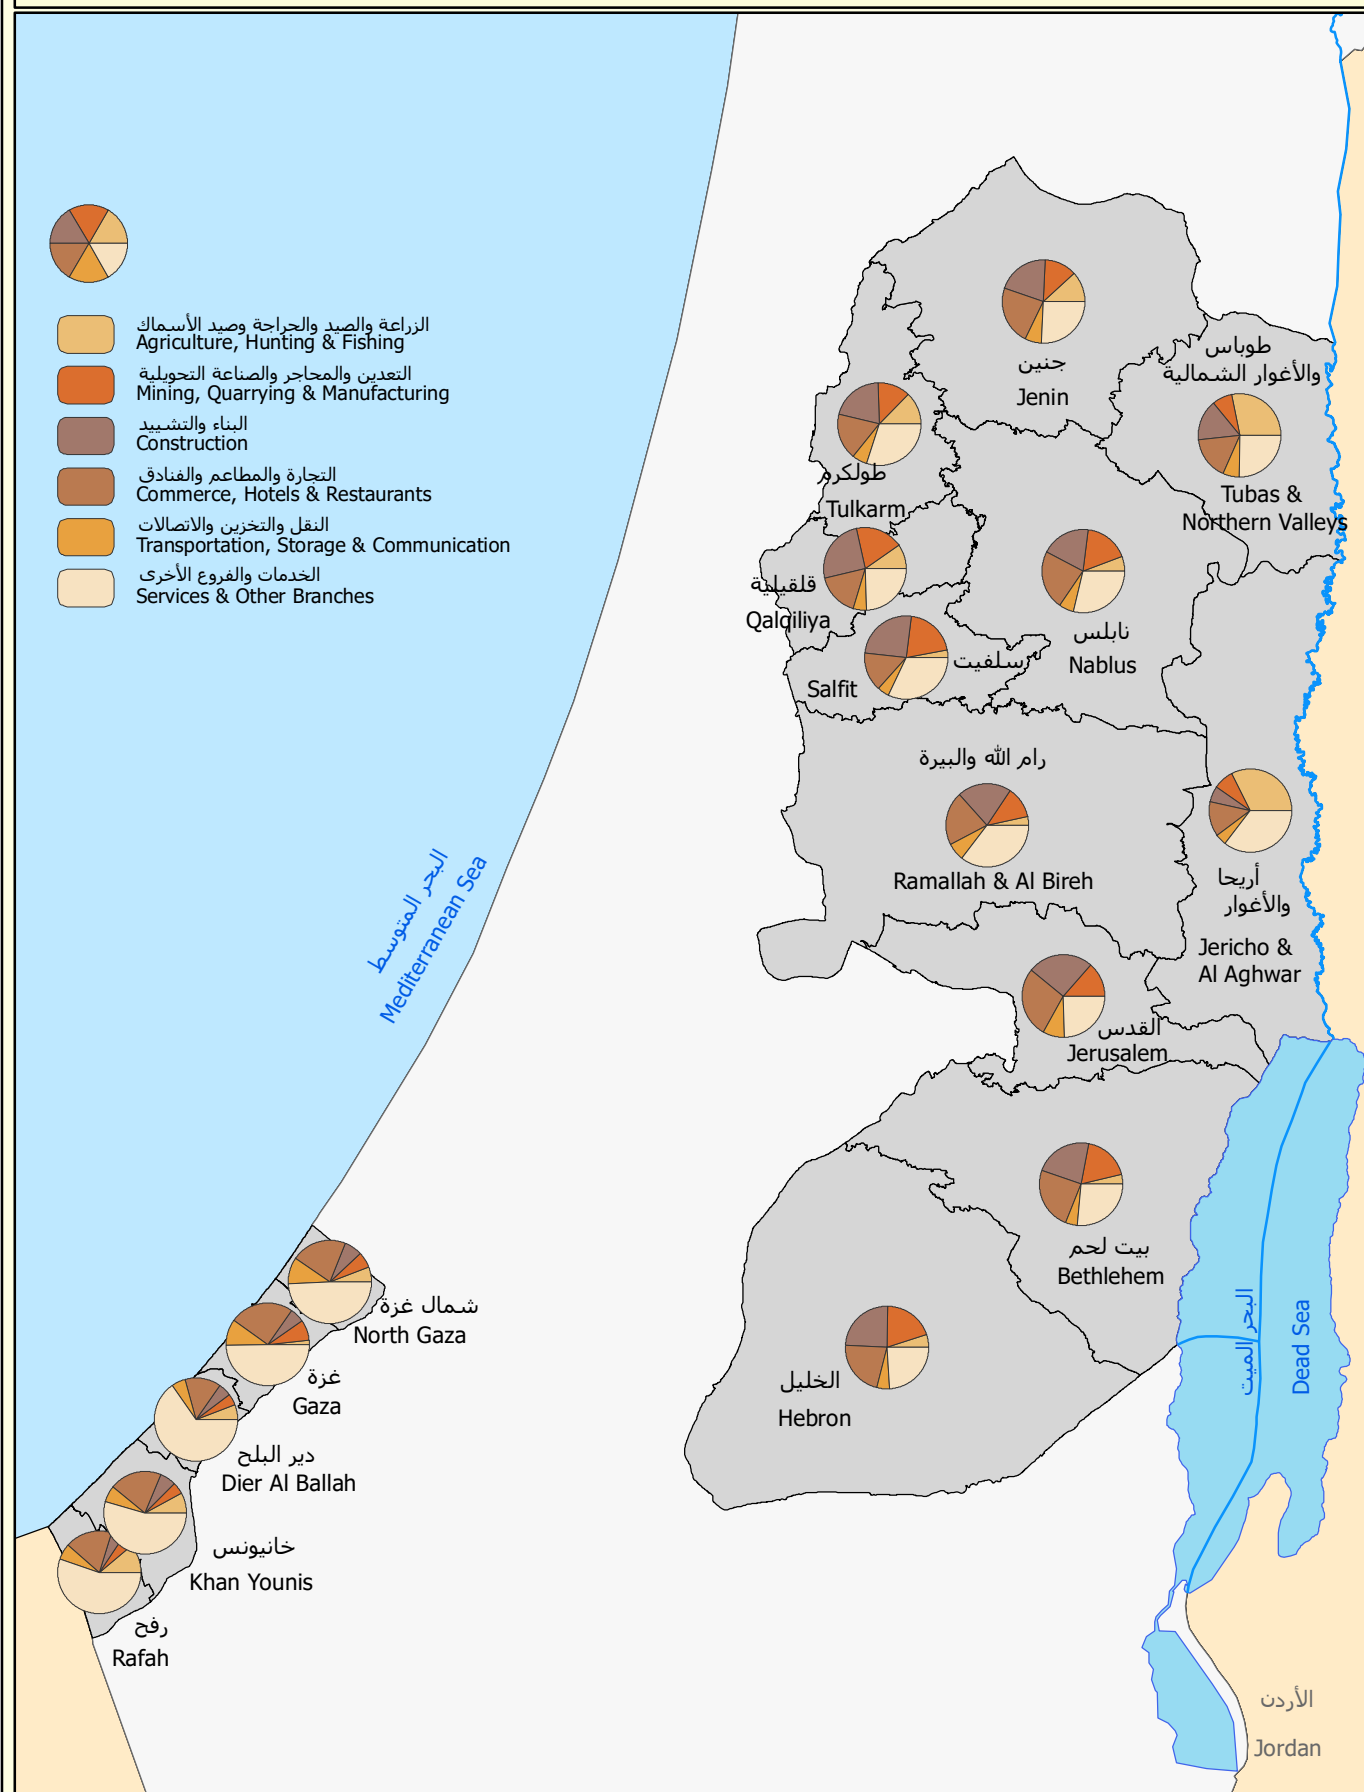 الزراعة والصيد والحراجة وصيد الأسماك
Agriculture, Hunting & Fishing
التعدين والمحاجر والصناعة التحويلية
Mining, Quarrying & Manufacturing
البناء والتشييد
Construction
التجارة والمطاعم والفنادق
Commerce, Hotels & Restaurants
النقل والتخزين والاتصالات
Transportation, Storage & Communication
الخدمات والفروع الأخرى
Services & Other Branches
جنين
Jenin
طوباس
والأغوار الشمالية
Tubas &
Northern Valleys
طولكرم
Tulkarm
قلقيلية
Qalqiliya
نابلس
Nablus
سلفيت
Salfit
رام الله والبيرة
Ramallah & Al Bireh
أريحا
والأغوار
Jericho &
Al Aghwar
البحر المتوسط
Mediterranean Sea
القدس
Jerusalem
بيت لحم
Bethlehem
البحر الميت
Dead Sea
الخليل
Hebron
شمال غزة
North Gaza
غزة
Gaza
دير البلح
Dier Al Ballah
خانيونس
Khan Younis
رفح
Rafah
الأردن
Jordan